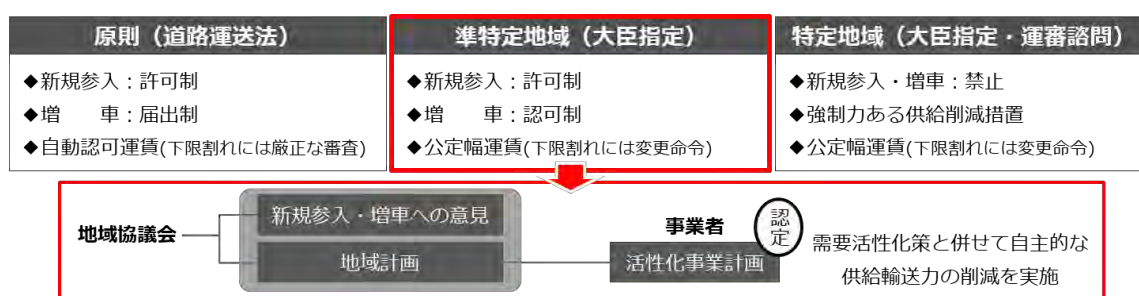 原則（道路運送法）
◆新規参入：許可制
◆増　　車：届出制
◆自動認可運賃(下限割れには厳正な審査)
準特定地域（大臣指定）
◆新規参入：許可制
◆増　　車：認可制
◆公定幅運賃(下限割れには変更命令)
特定地域（大臣指定・運審諮問）
◆新規参入・増車：禁止
◆強制力ある供給削減措置
◆公定幅運賃(下限割れには変更命令)
地域協議会
新規参入・増車への意見
地域計画
事業者
認定
活性化事業計画
需要活性化策と併せて自主的な
供給輸送力の削減を実施